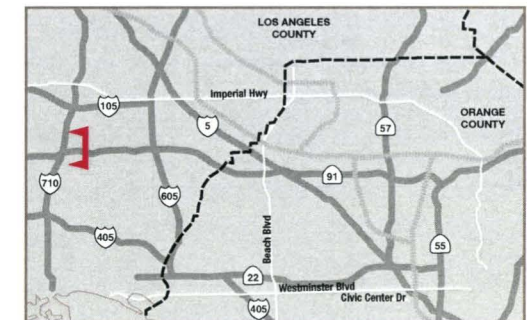 LOS ANGELES
COUNTY
Imperial Hwy
105
5
57
ORANGE
COUNTY
91
710
605
Beach Blvd
405
55
22
Westminster Blvd
Civic Center Dr
405